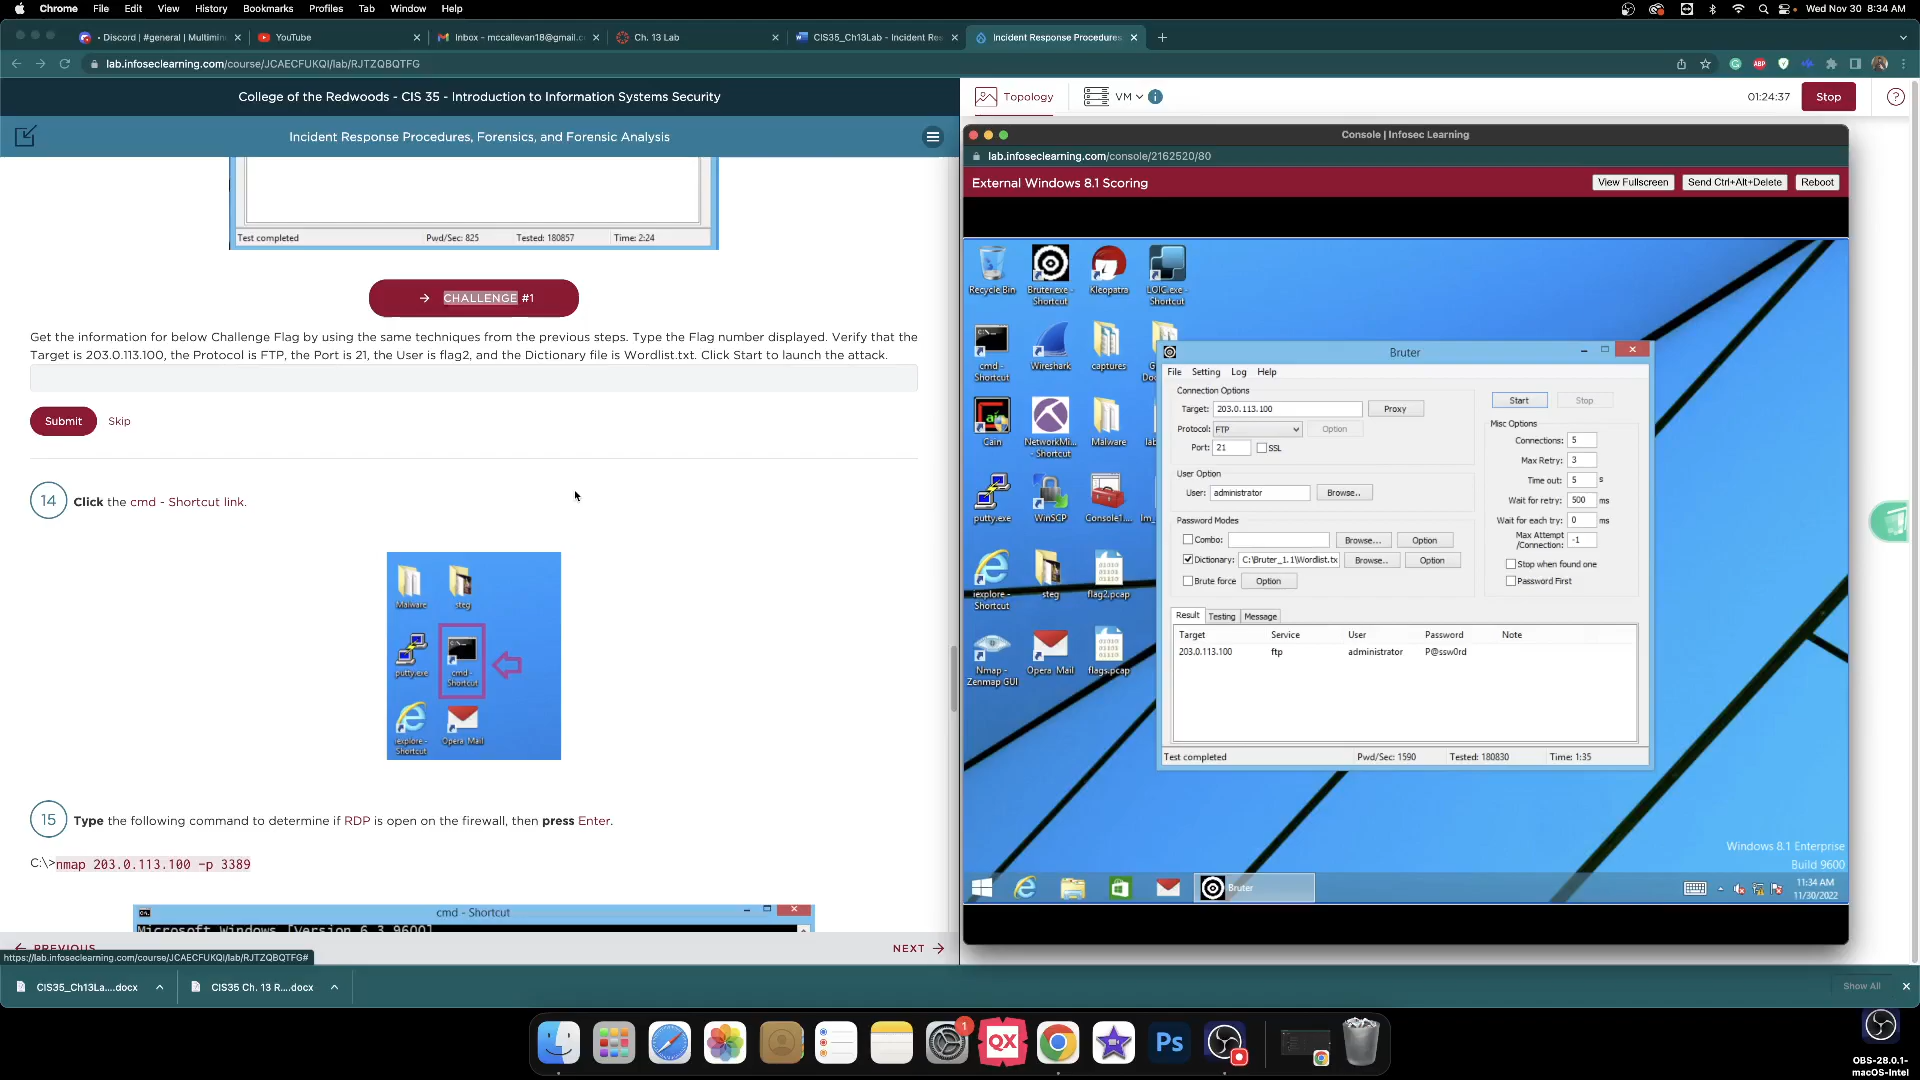 Chrome File Edit View History Bookmarks Profiles Tab Window Help
Wed Nov 30 8:34 AM
• Discord | #general | Multimin
YouTube
Inbox - mccallevan18@gmail.c
Ch. 13 Lab
CIS35_Ch13Lab - Incident Re
Incident Response Procedures,
lab.infoseclearning.com/course/JCAECFUKQI/lab/RJTZQBQTFG
ABP
College of the Redwoods - CIS 35 - Introduction to Information Systems Security
Incident Response Procedures, Forensics, and Forensic Analysis
Test completed Pwd/Sec: 825 Tested: 180857 Time: 2:24
CHALLENGE #1
Get the information for below Challenge Flag by using the same techniques from the previous steps. Type the Flag number displayed. Verify that the
Target is 203.0.113.100, the Protocol is FTP, the Port is 21, the User is flag2, and the Dictionary file is Wordlist.txt. Click Start to launch the attack.
Submit Skip
14 Click the cmd - Shortcut link.
Malware steg
putty.exe cmd - Shortcut
iexplore - Shortcut Opera Mail
15 Type the following command to determine if RDP is open on the firewall, then press Enter.
C:\>nmap 203.0.113.100 -p 3389
cmd - Shortcut
Microsoft Windows [Version 6.3.9600]
PREVIOUS
NEXT
https://lab.infoseclearning.com/course/JCAECFUKQI/lab/RJTZQBQTFG#
Topology VM 01:24:37 Stop
Console | Infosec Learning
lab.infoseclearning.com/console/2162520/80
External Windows 8.1 Scoring
View Fullscreen Send Ctrl+Alt+Delete Reboot
Recycle Bin Bruter.exe - Shortcut Kleopatra LOIC.exe - Shortcut
cmd - Shortcut Wireshark captures
Cain NetworkMi... - Shortcut Malware
putty.exe WinSCP Console1....
iexplore - Shortcut steg flag2.pcap
Nmap - Zenmap GUI Opera Mail flags.pcap
Bruter
File Setting Log Help
Connection Options
Target: 203.0.113.100 Proxy
Protocol: FTP Option
Port: 21 SSL
User Option
User: administrator Browse..
Password Modes
Combo: Browse... Option
Dictionary: C:\Bruter_1.1\Wordlist.tx Browse.. Option
Brute force Option
Start Stop
Misc Options
Connections: 5
Max Retry: 3
Time out: 5 s
Wait for retry: 500 ms
Wait for each try: 0 ms
Max Attempt /Connection: -1
Stop when found one
Password First
Result Testing Message
Target Service User Password Note
203.0.113.100 ftp administrator P@ssw0rd
Test completed Pwd/Sec: 1590 Tested: 180830 Time: 1:35
Windows 8.1 Enterprise
Build 9600
Bruter
11:34 AM
11/30/2022
CIS35_Ch13La....docx
CIS35 Ch. 13 R....docx
Show All
1
QX
Ps
OBS-28.0.1-
macOS-Intel